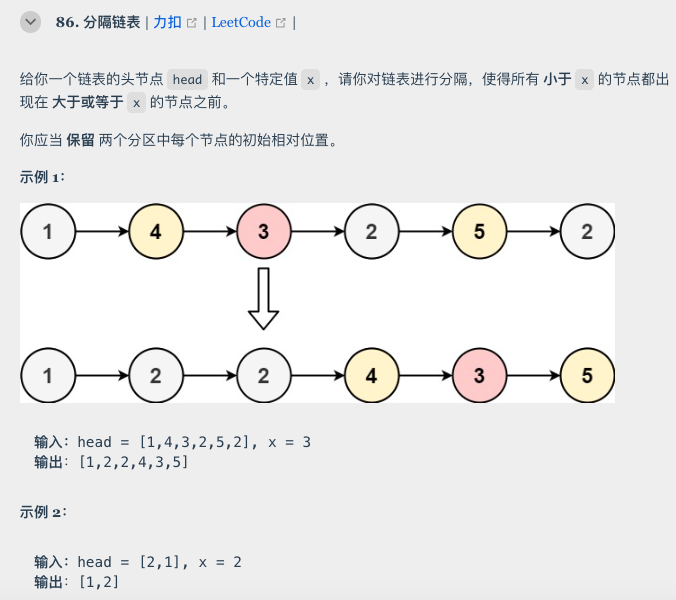 86. 分隔链表 | 力扣 | LeetCode |
给你一个链表的头节点 head 和一个特定值 x ，请你对链表进行分隔，使得所有 小于 x 的节点都出
现在 大于或等于 x 的节点之前。
你应当 保留 两个分区中每个节点的初始相对位置。
示例 1：
1 4 3 2 5 2
1 2 2 4 3 5
输入：head = [1,4,3,2,5,2], x = 3
输出：[1,2,2,4,3,5]
示例 2：
输入：head = [2,1], x = 2
输出：[1,2]